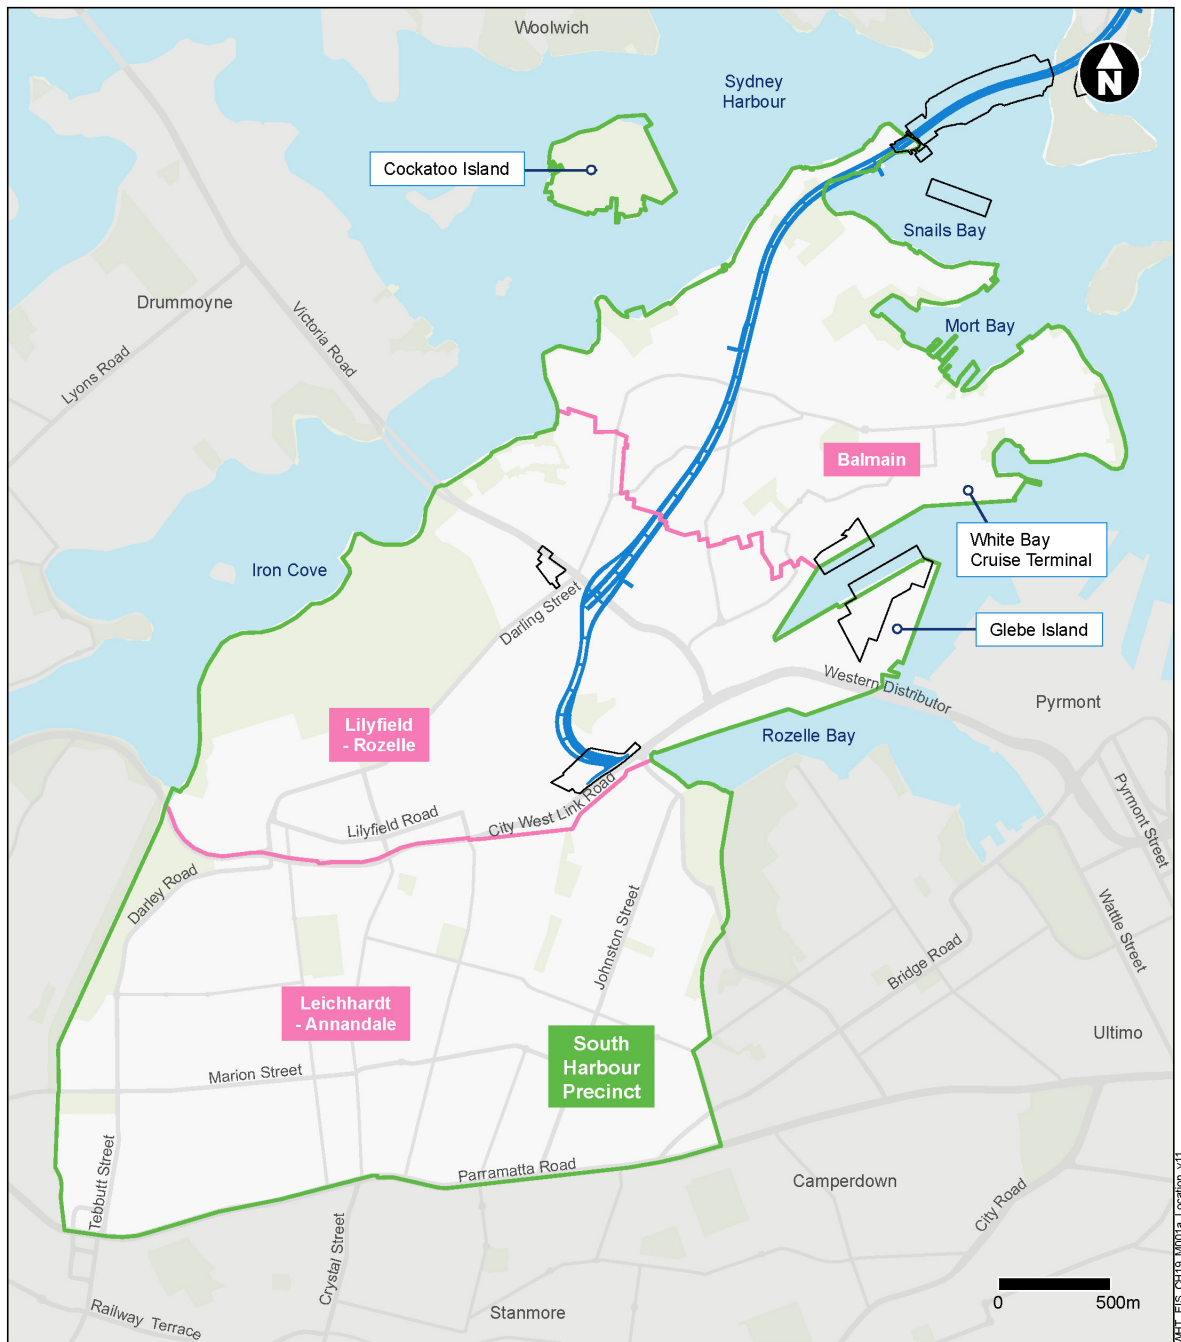 Woolwich
Sydney
Harbour
N
Cockatoo Island
Snails Bay
Drummoyne
Victoria Road
Mort Bay
Lyons Road
Balmain
White Bay
Cruise Terminal
Iron Cove
Darling Street
Glebe Island
Western Distributor
Pyrmont
Lilyfield
- Rozelle
Rozelle Bay
Pyrmont Street
City West Link Road
Lilyfield Road
Darley Road
Johnston Street
Wattle Street
Bridge Road
Leichhardt
- Annandale
South
Harbour
Precinct
Ultimo
Marion Street
Tebbutt Street
Parramatta Road
Camperdown
City Road
Crystal Street
Stanmore
Railway Terrace
0 500m
WHT_EIS_CH19_M001a_Location_v11